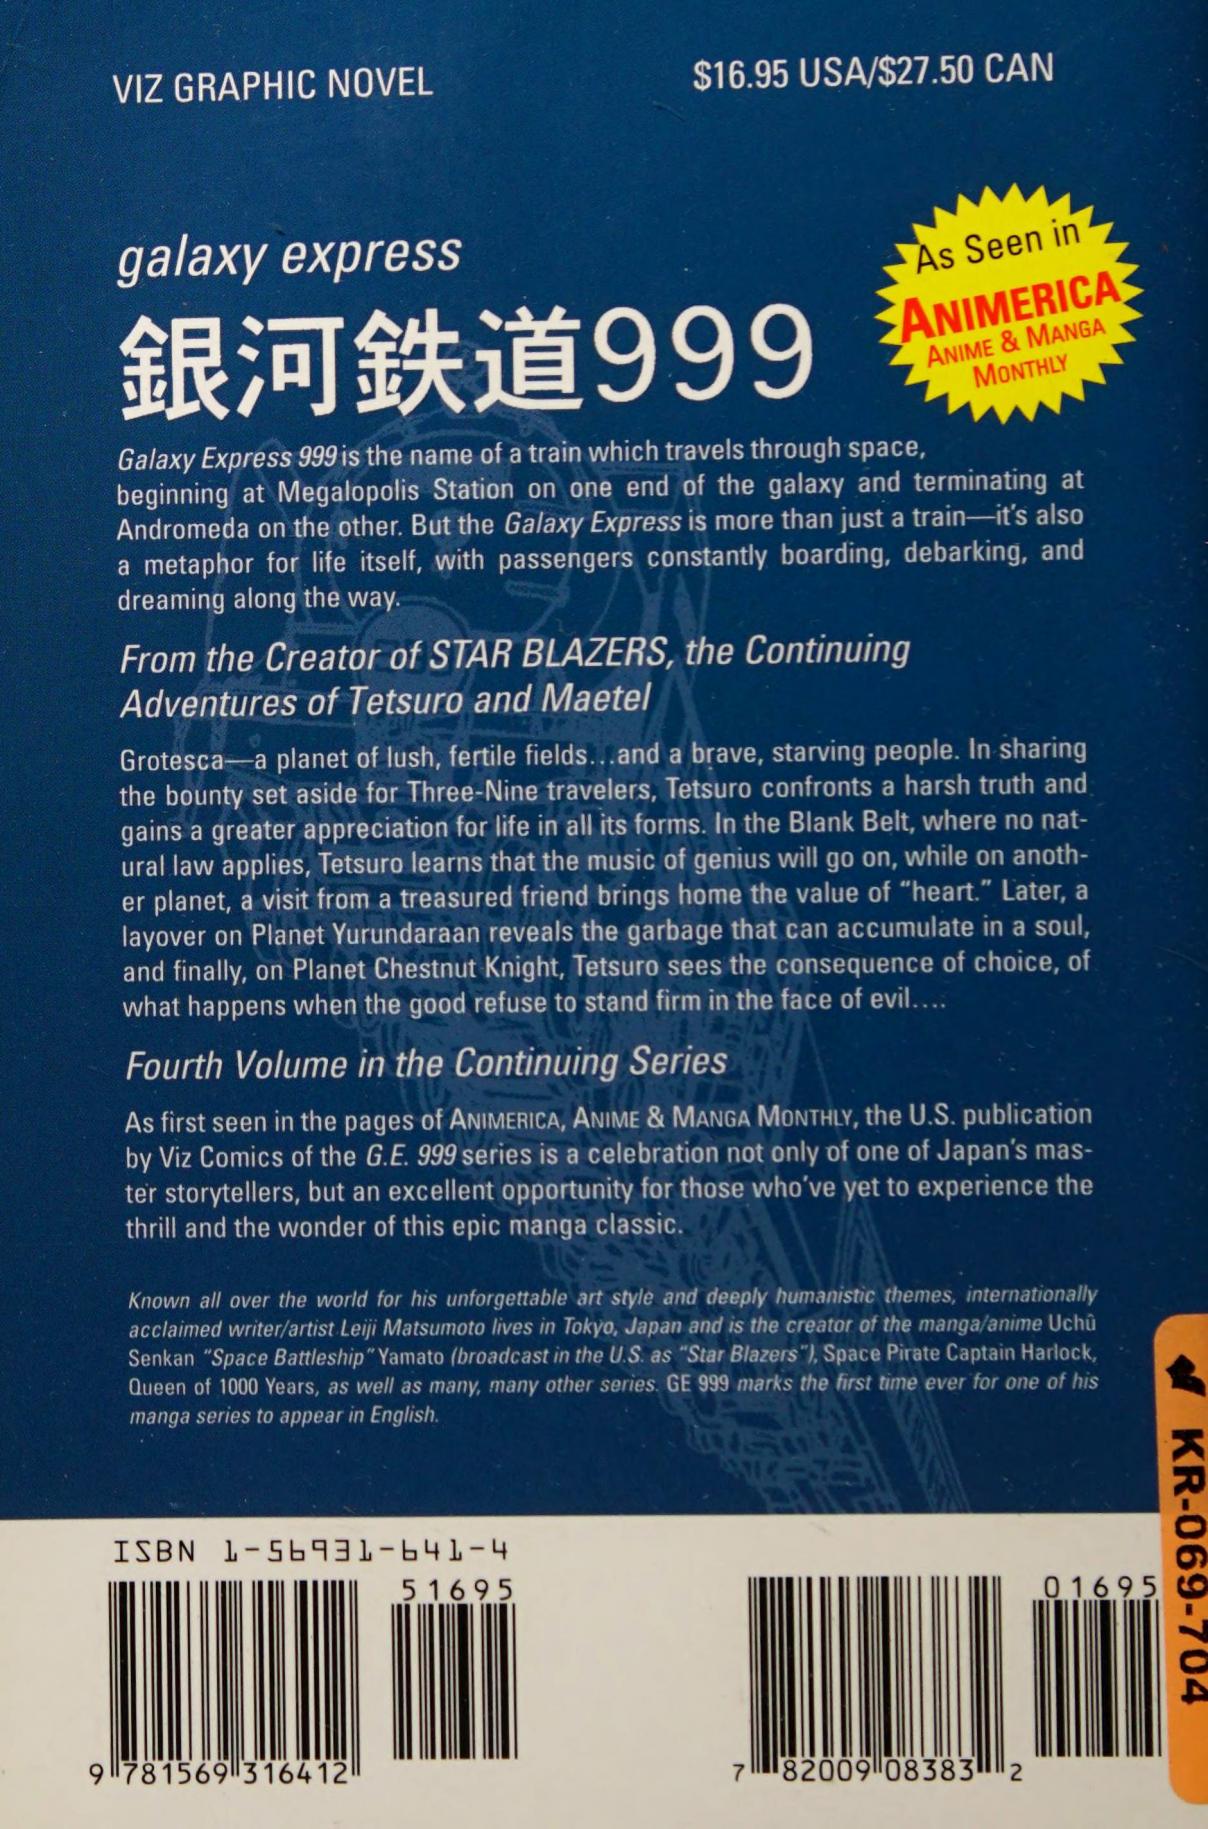 VIZ GRAPHIC NOVEL
$16.95 USA/$27.50 CAN
galaxy express
銀河鉄道999
As Seen in
ANIMERICA
ANIME & MANGA
MONTHLY
Galaxy Express 999 is the name of a train which travels through space,
beginning at Megalopolis Station on one end of the galaxy and terminating at
Andromeda on the other. But the Galaxy Express is more than just a train—it's also
a metaphor for life itself, with passengers constantly boarding, debarking, and
dreaming along the way.
From the Creator of STAR BLAZERS, the Continuing
Adventures of Tetsuro and Maetel
Grotesca—a planet of lush, fertile fields...and a brave, starving people. In sharing
the bounty set aside for Three-Nine travelers, Tetsuro confronts a harsh truth and
gains a greater appreciation for life in all its forms. In the Blank Belt, where no nat-
ural law applies, Tetsuro learns that the music of genius will go on, while on anoth-
er planet, a visit from a treasured friend brings home the value of "heart." Later, a
layover on Planet Yurundaraan reveals the garbage that can accumulate in a soul,
and finally, on Planet Chestnut Knight, Tetsuro sees the consequence of choice, of
what happens when the good refuse to stand firm in the face of evil....
Fourth Volume in the Continuing Series
As first seen in the pages of ANIMERICA, ANIME & MANGA MONTHLY, the U.S. publication
by Viz Comics of the G.E. 999 series is a celebration not only of one of Japan's mas-
ter storytellers, but an excellent opportunity for those who've yet to experience the
thrill and the wonder of this epic manga classic.
Known all over the world for his unforgettable art style and deeply humanistic themes, internationally
acclaimed writer/artist Leiji Matsumoto lives in Tokyo, Japan and is the creator of the manga/anime Uchû
Senkan "Space Battleship" Yamato (broadcast in the U.S. as "Star Blazers"), Space Pirate Captain Harlock,
Queen of 1000 Years, as well as many, many other series. GE 999 marks the first time ever for one of his
manga series to appear in English.
ISBN 1-56931-641-4
51695
9 781569 316412
01695
7 82009 08383 2
KR-069-704